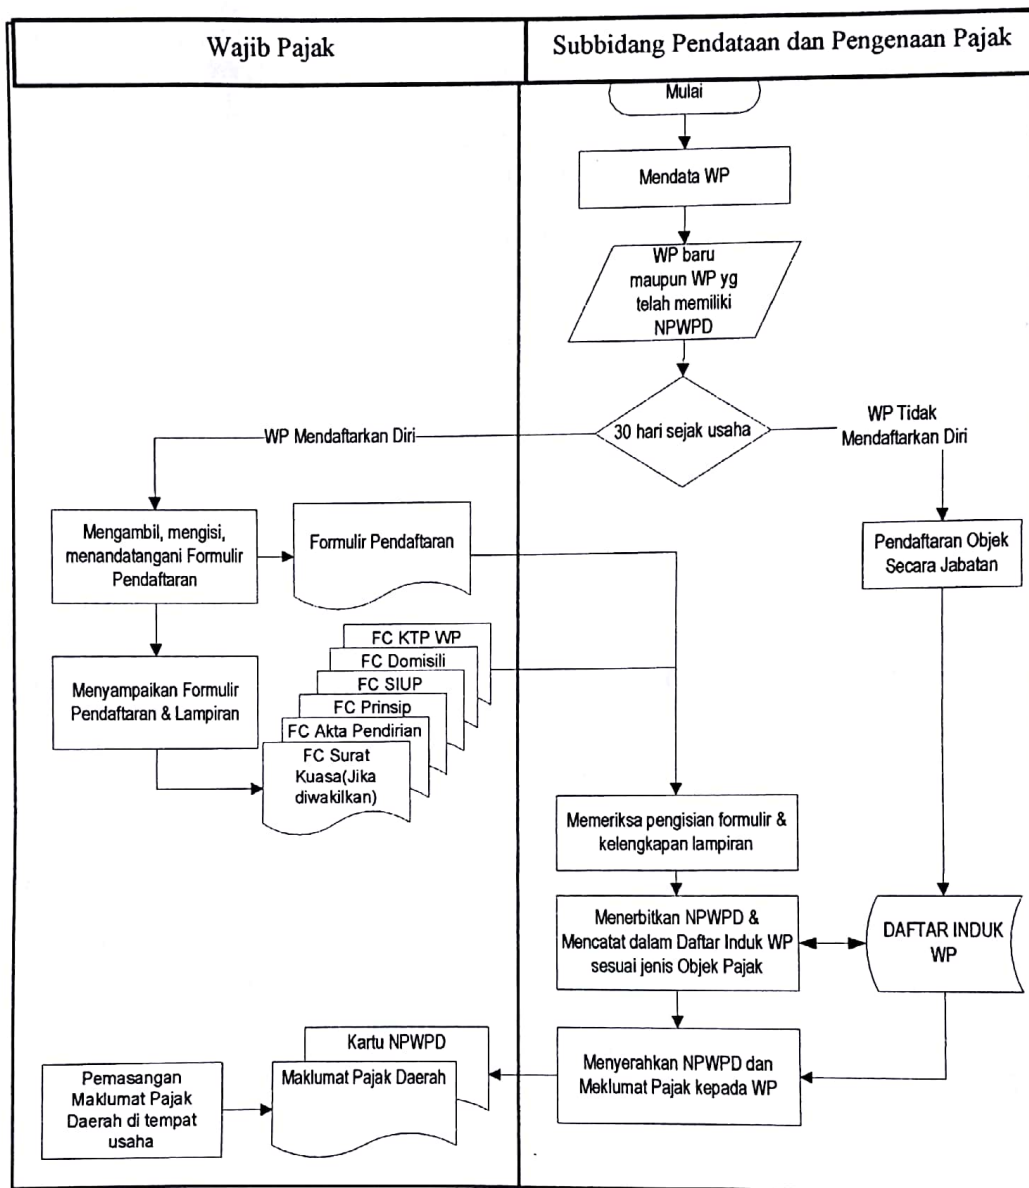 Wajib Pajak
Subbidang Pendataan dan Pengenaan Pajak
Mulai
Mendata WP
WP baru
maupun WP yg
telah memiliki
NPWPD
30 hari sejak usaha
WP Mendaftarkan Diri
WP Tidak
Mendaftarkan Diri
Mengambil, mengisi,
menandatangani Formulir
Pendaftaran
Formulir Pendaftaran
Pendaftaran Objek
Secara Jabatan
Menyampaikan Formulir
Pendaftaran & Lampiran
FC KTP WP
FC Domisili
FC SIUP
FC Prinsip
FC Akta Pendirian
FC Surat
Kuasa(Jika
diwakilkan)
Memeriksa pengisian formulir &
kelengkapan lampiran
Menerbitkan NPWPD &
Mencatat dalam Daftar Induk WP
sesuai jenis Objek Pajak
DAFTAR INDUK
WP
Menyerahkan NPWPD dan
Meklumat Pajak kepada WP
Kartu NPWPD
Maklumat Pajak Daerah
Pemasangan
Maklumat Pajak
Daerah di tempat
usaha